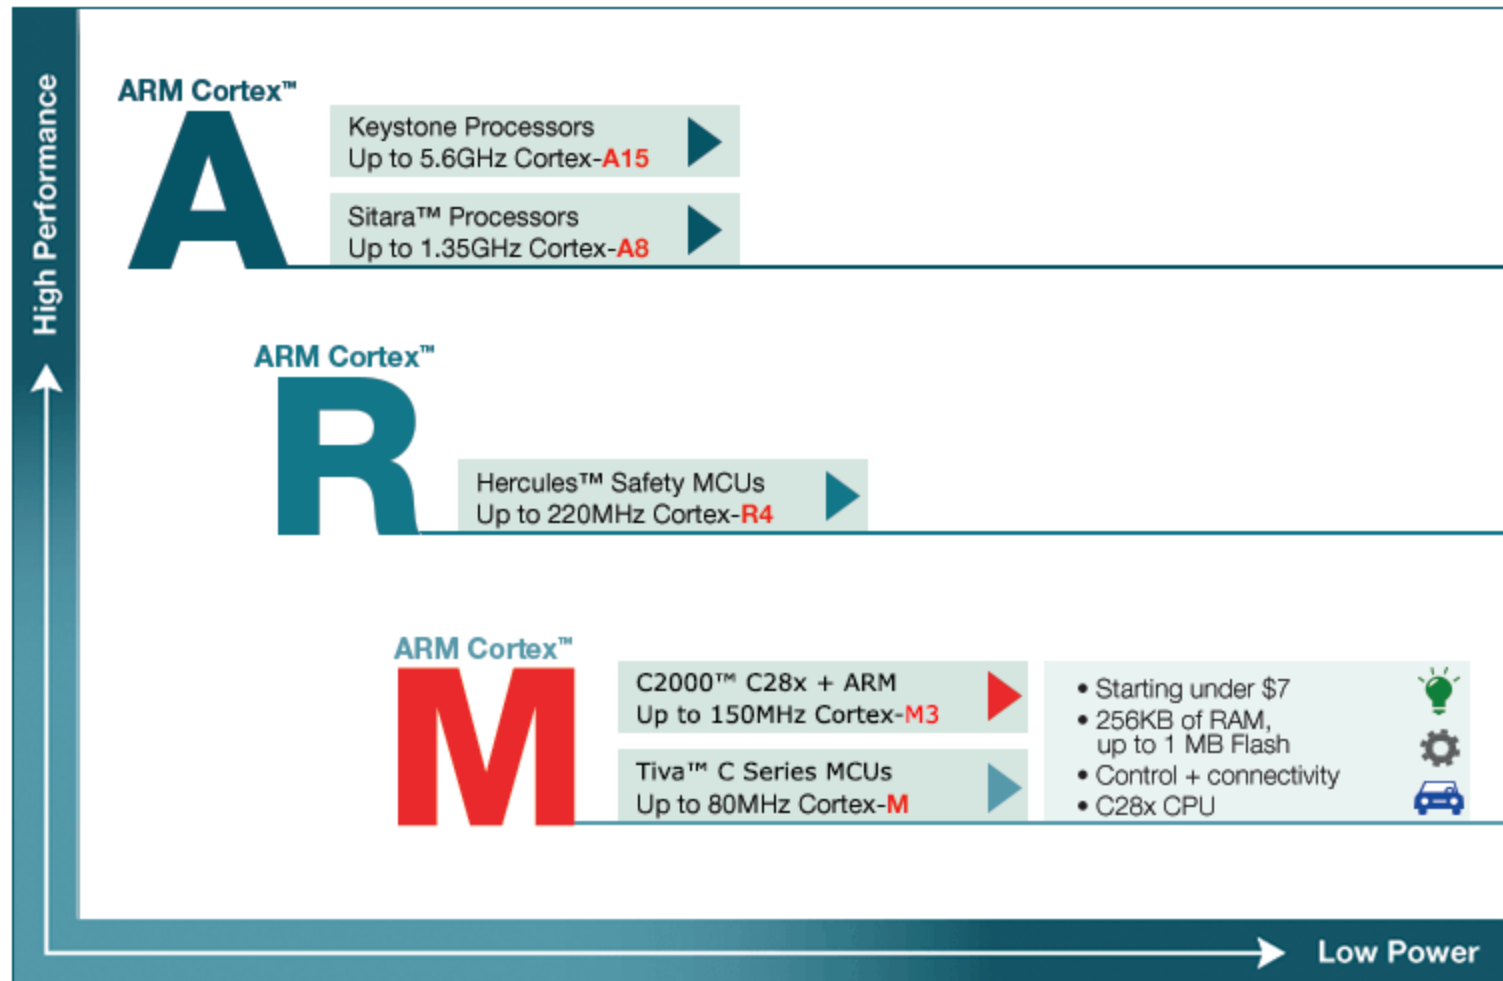 High Performance
ARM Cortex™
A
Keystone Processors
Up to 5.6GHz Cortex-A15
Sitara™ Processors
Up to 1.35GHz Cortex-A8
ARM Cortex™
R
Hercules™ Safety MCUs
Up to 220MHz Cortex-R4
ARM Cortex™
M
C2000™ C28x + ARM
Up to 150MHz Cortex-M3
Tiva™ C Series MCUs
Up to 80MHz Cortex-M
• Starting under $7
• 256KB of RAM,
up to 1 MB Flash
• Control + connectivity
• C28x CPU
Low Power